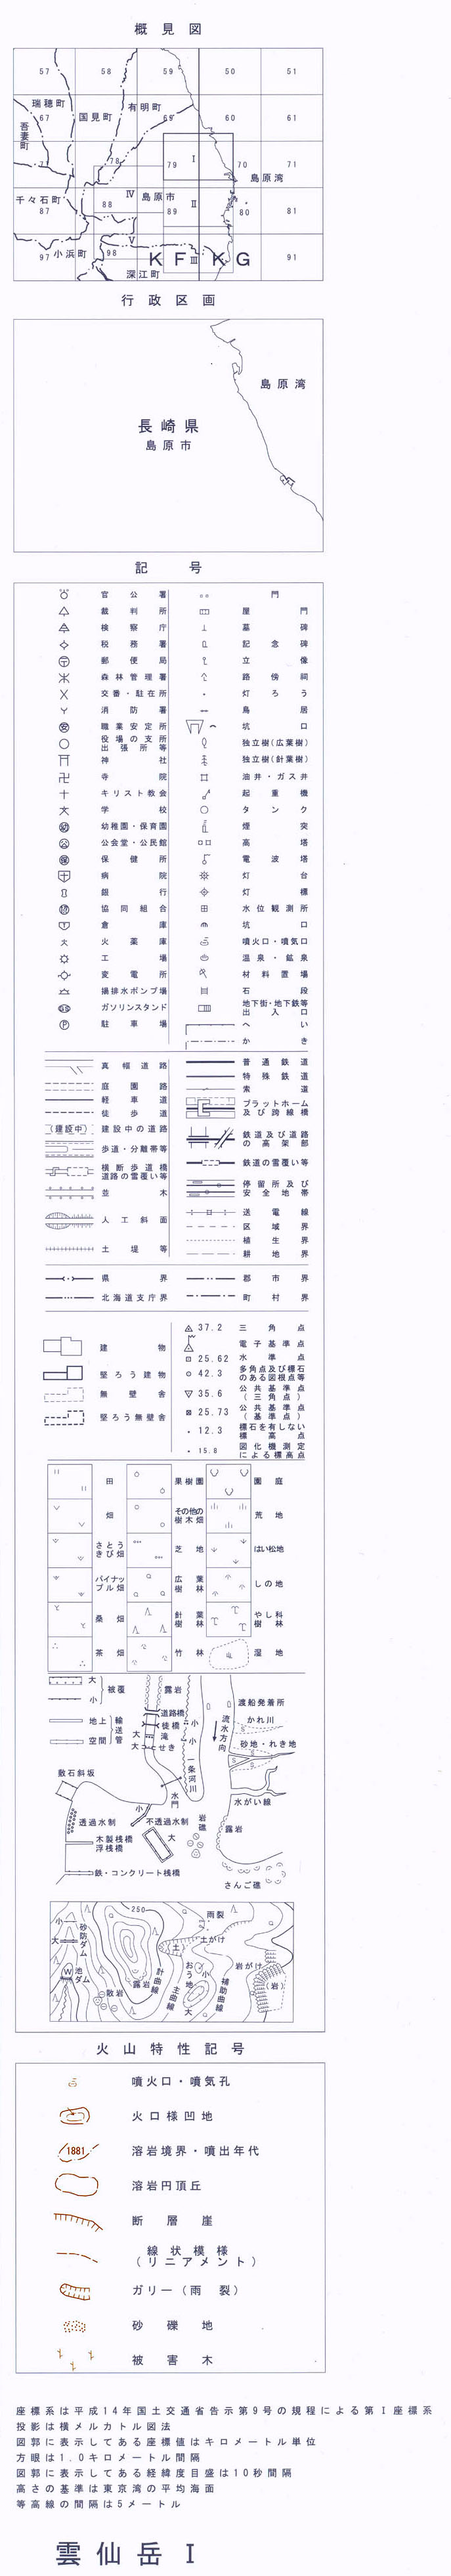 概見図
57 58 59 50 51
瑞穂町 国見町 有明町
吾妻町
67 69 60 61
77 78 79 I 70 71
島原湾
千々石町 IV 島原市 II
87 88 89 80 81
V
97 小浜町 98 KF III KG 91
深江町
行政区画
島原湾
長崎県
島原市
記号
官公署 門
裁判所 屋門
検察庁 墓碑
税務署 記念碑
郵便局 立像
森林管理署 路傍祠
交番・駐在所 灯ろう
消防署 鳥居
職業安定所 坑口
役場の支所 独立樹(広葉樹)
出張所等
神社 独立樹(針葉樹)
寺院 油井・ガス井
キリスト教会 起重機
学校 タンク
幼稚園・保育園 煙突
公会堂・公民館 高塔
保健所 電波塔
病院 灯台
銀行 灯標
協同組合 水位観測所
倉庫 坑口
火薬庫 噴火口・噴気口
工場 温泉・鉱泉
変電所 材料置場
揚排水ポンプ場 石段
ガソリンスタンド 地下街・地下鉄等
出入口
駐車場 へい
かき
真幅道路 普通鉄道
特殊鉄道
庭園路 索道
軽車道 プラットホーム
徒歩道 及び跨線橋
(建設中) 建設中の道路 鉄道及び道路
の高架部
歩道・分離帯等
横断歩道橋 鉄道の雪覆い等
道路の雪覆い等
並木 停留所及び
安全地帯
人工斜面 送電線
区域界
植生界
土堤等 耕地界
県界 郡市界
北海道支庁界 町村界
37.2 三角点
建物 電子基準点
25.62 水準点
堅ろう建物 42.3 多角点及び標石
のある図根点等
無壁舎 35.6 公共基準点
(三角点)
堅ろう無壁舎 25.73 公共基準点
(基準点)
12.3 標石を有しない
標高点
15.8 図化機測定
による標高点
田 果樹園 園庭
畑 その他の 荒地
樹木畑
さとう 芝地 はい松地
きび畑
パイナッ 広葉 しの地
プル畑 樹林
桑畑 針葉 やし科
樹林 樹林
茶畑 竹林 湿地
大 被覆 露岩 渡船発着所
小 道路橋 かれ川
徒橋 小 流水方向
地上 輸送管 滝 小 砂地・れき地
空間 大 せき 一条河川
敷石斜坂 水門 水がい線
小
透過水制 不透過水制 岩礁 露岩
木製桟橋 大
浮桟橋
鉄・コンクリート桟橋 さんご礁
250 雨裂
小 砂防ダム 土がけ
大 (土)
W 池 ダム 計曲線 おう地 小 岩がけ
露岩 主曲線 補助曲線 (岩)
散岩 大
火山特性記号
噴火口・噴気孔
火口様凹地
1881 溶岩境界・噴出年代
溶岩円頂丘
断層崖
線状模様
(リニアメント)
ガリー(雨裂)
砂礫地
被害木
座標系は平成14年国土交通省告示第9号の規程による第Ⅰ座標系
投影は横メルカトル図法
図郭に表示してある座標値はキロメートル単位
方眼は1.0キロメートル間隔
図郭に表示してある経緯度目盛は10秒間隔
高さの基準は東京湾の平均海面
等高線の間隔は5メートル
雲仙岳 I